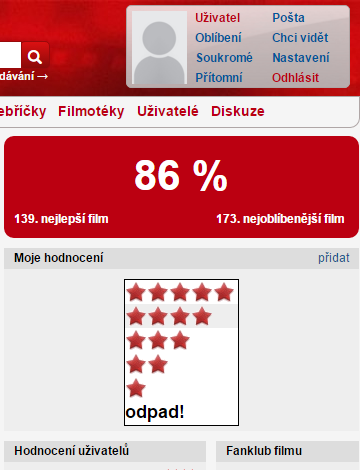 Uživatel Pošta
Oblíbení Chci vidět
Soukromé Nastavení
Přítomní Odhlásit
dávání →
ebříčky Filmotéky Uživatelé Diskuze
86 %
139. nejlepší film 173. nejoblíbenější film
Moje hodnocení přidat
odpad!
Hodnocení uživatelů Fanklub filmu